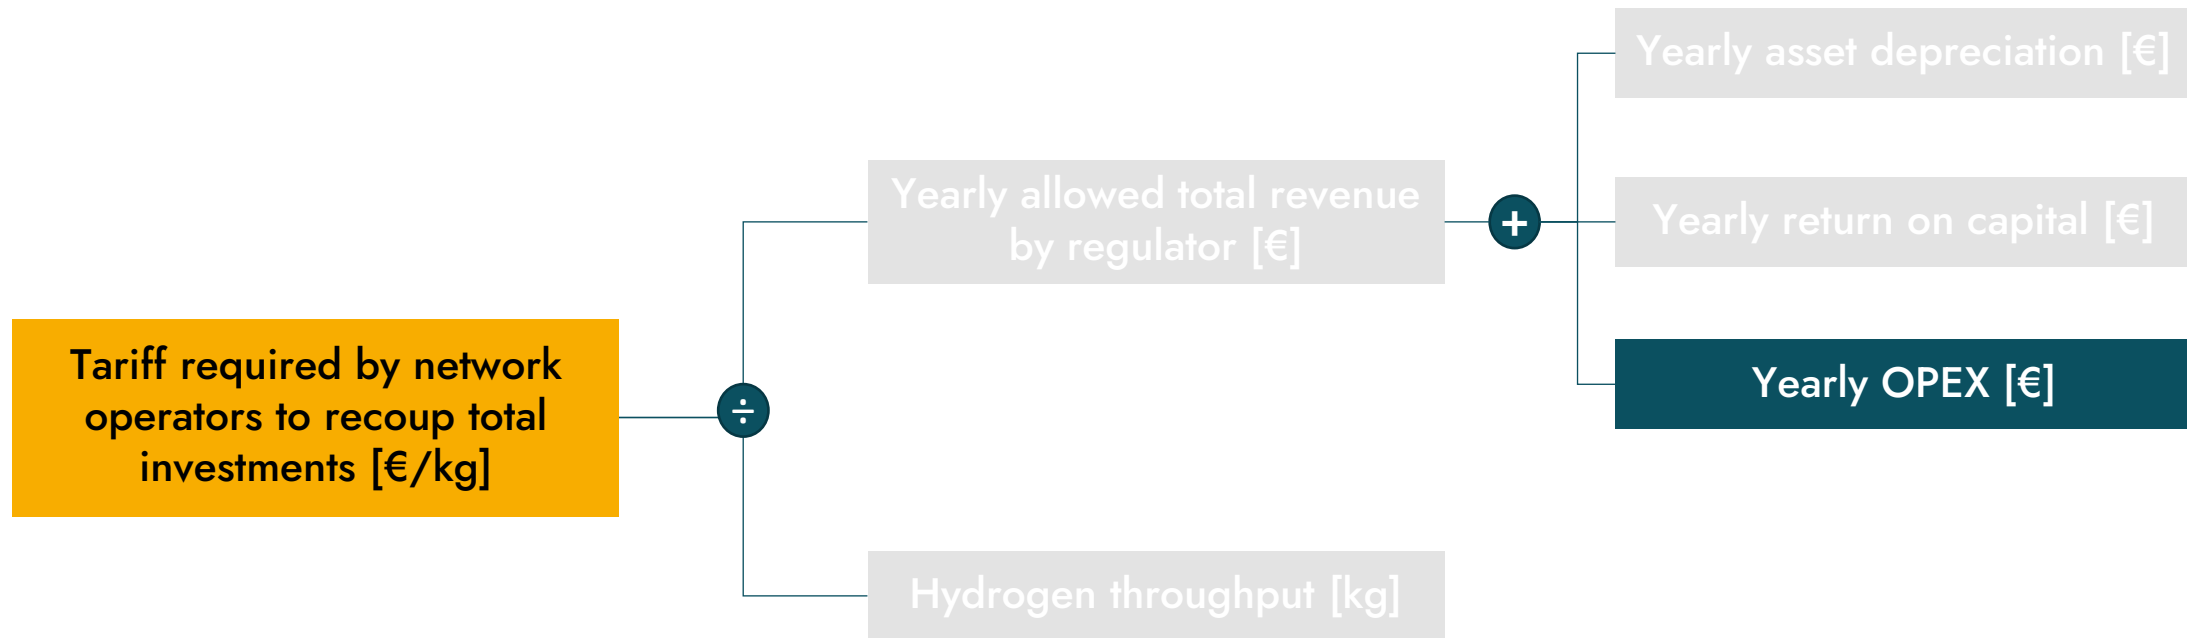 Yearly asset depreciation [€]
Yearly allowed total revenue
by regulator [€]
+
Yearly return on capital [€]
Tariff required by network
operators to recoup total
investments [€/kg]
÷
Yearly OPEX [€]
Hydrogen throughput [kg]